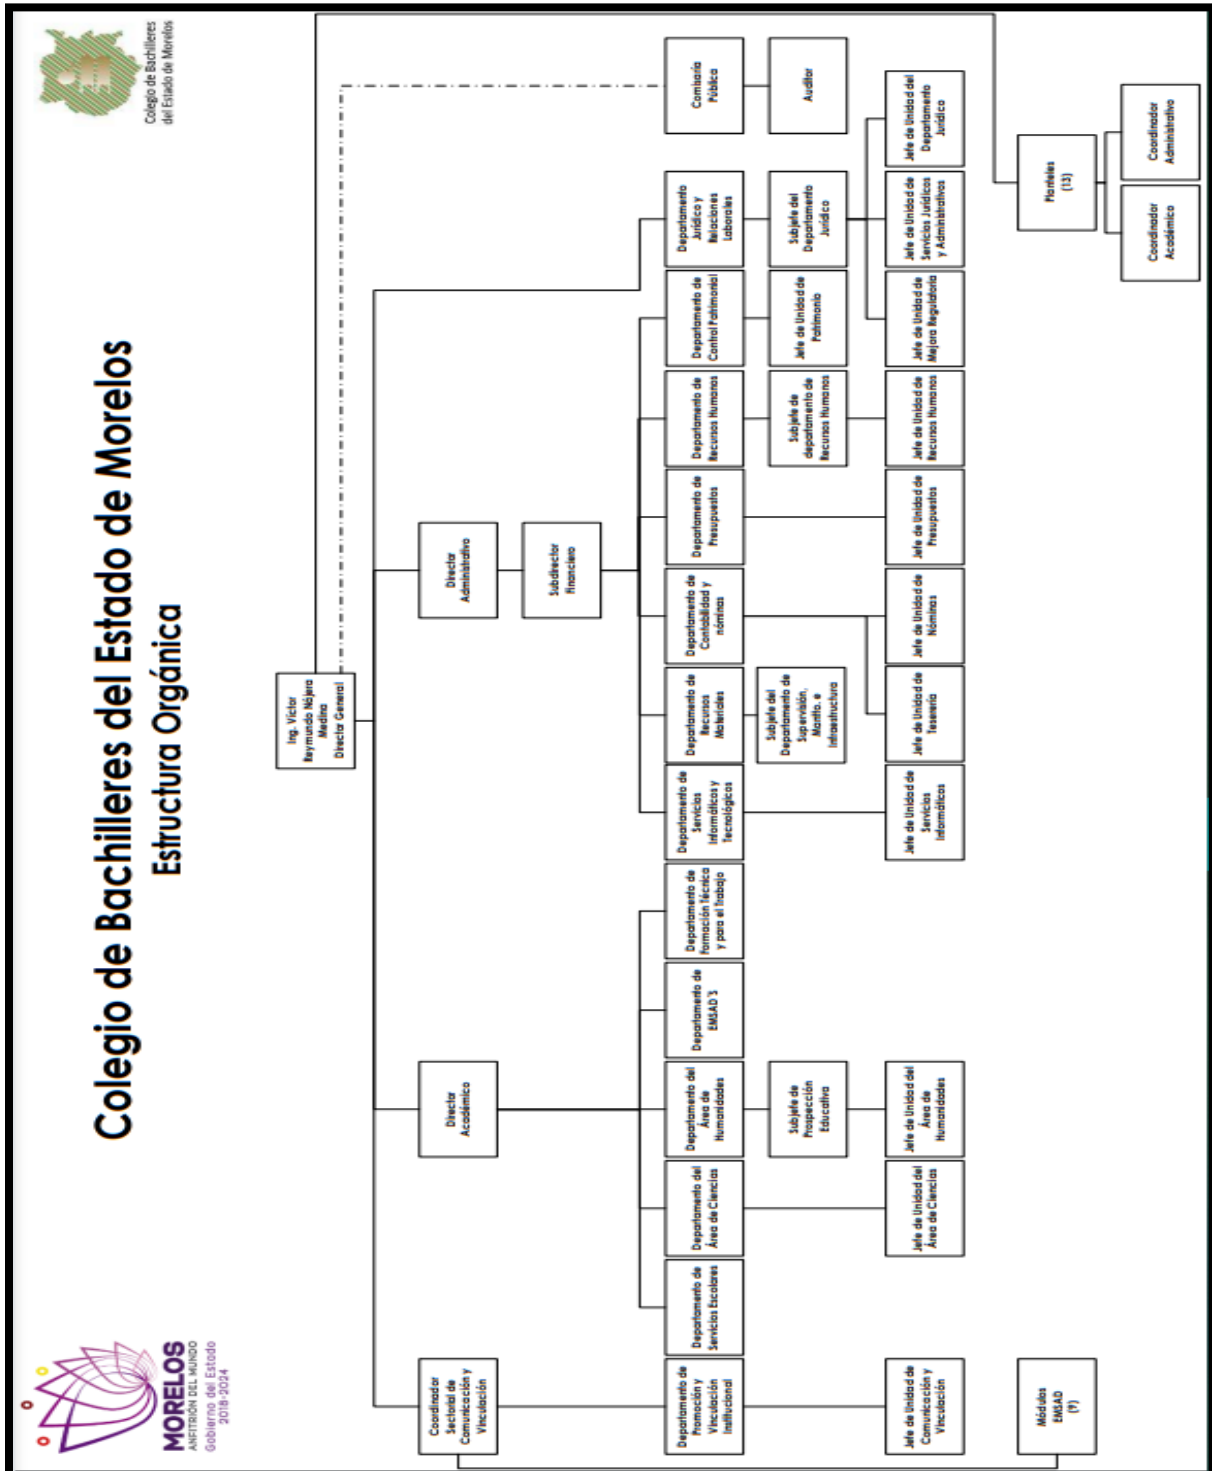 MORELOS
ANFITRIÓN DEL MUNDO
Gobierno del Estado
2018-2024
Colegio de Bachilleres del Estado de Morelos
Estructura Orgánica
Colegio de Bachilleres
del Estado de Morelos
Ing. Víctor
Reymundo Nájera
Medina
Director General
Coordinador
Sectorial de
Comunicación y
Vinculación
Director
Académico
Director
Administrativo
Subdirector
Financiero
Departamento de
Promoción y
Vinculación
Institucional
Departamento de
Servicios Escolares
Departamento del
Área de Ciencias
Departamento del
Área de
Humanidades
Departamento de
EMSAD´S
Departamento de
Formación Técnica
y para el Trabajo
Departamento de
Servicios
Informáticos y
Tecnológicos
Departamento de
Recursos
Materiales
Departamento de
Contabilidad y
nóminas
Departamento de
Presupuestos
Departamento de
Recursos Humanos
Departamento de
Control Patrimonial
Departamento
Jurídico y
Relaciones
Laborales
Comisaría
Pública
Subjefe de
Prospección
Educativa
Subjefe del
Departamento de
Supervisión,
Mantto. e
Infraestructura
Subjefe de
departamento de
Recursos Humanos
Jefe de Unidad de
Patrimonio
Subjefe del
Departamento
Jurídico
Auditor
Jefe de Unidad de
Comunicación y
Vinculación
Jefe de Unidad del
Área de Ciencias
Jefe de Unidad del
Área de
Humanidades
Jefe de Unidad de
Servicios
Informáticos
Jefe de Unidad de
Tesorería
Jefe de Unidad de
Nóminas
Jefe de Unidad de
Presupuestos
Jefe de Unidad de
Recursos Humanos
Jefe de Unidad de
Mejora Regulatoria
Jefe de Unidad de
Servicios Jurídicos
y Administrativos
Jefe de Unidad del
Departamento
Jurídico
Módulos
EMSAD
(9)
Planteles
(13)
Coordinador
Académico
Coordinador
Administrativo